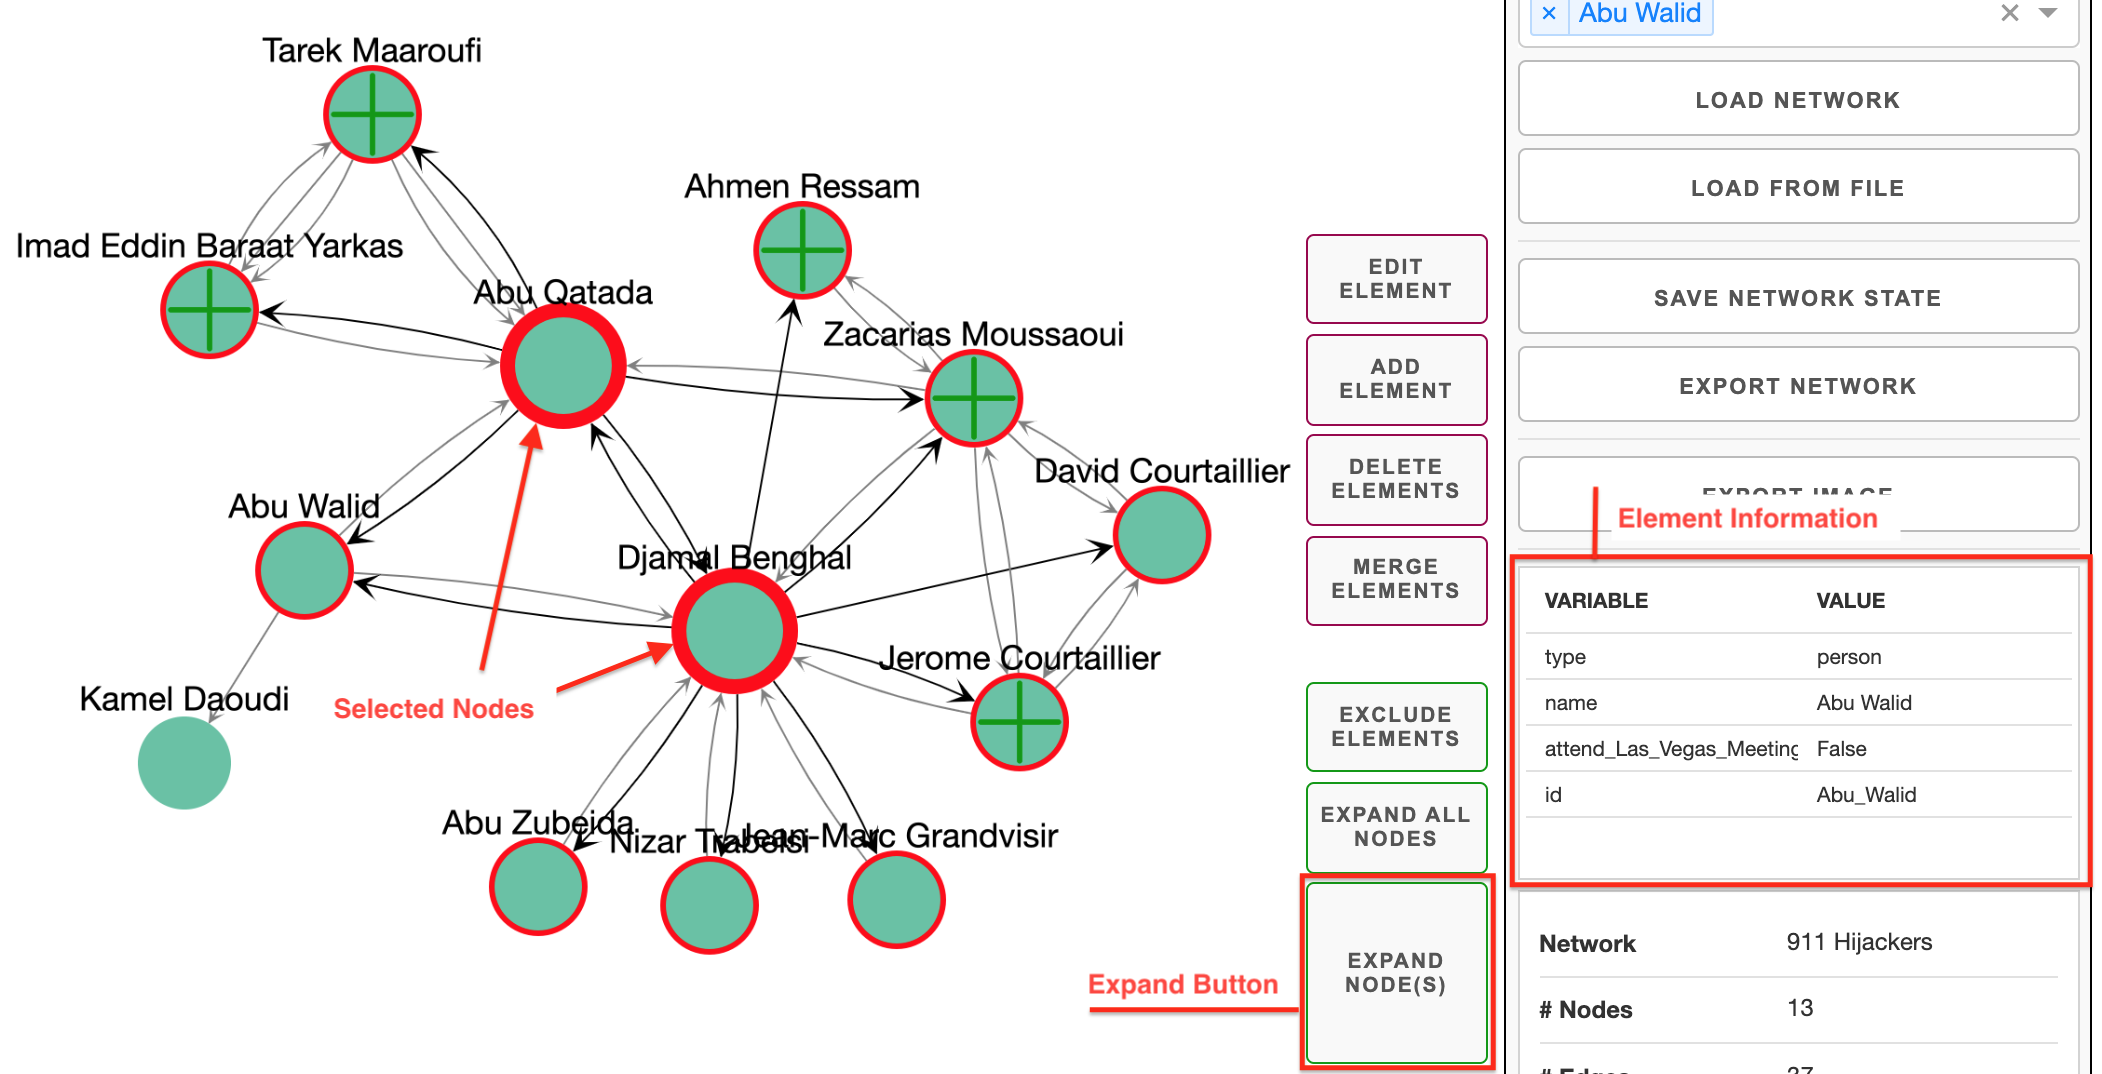 Tarek Maaroufi
Ahmen Ressam
Imad Eddin Baraat Yarkas
Abu Qatada
Zacarias Moussaoui
David Courtaillier
Abu Walid
Djamal Benghal
Jerome Courtaillier
Kamel Daoudi
Selected Nodes
Abu Zubeida
Nizar Trabelsi
Jean-Marc Grandvisir
Expand Button
EDIT
ELEMENT
ADD
ELEMENT
DELETE
ELEMENTS
MERGE
ELEMENTS
EXCLUDE
ELEMENTS
EXPAND ALL
NODES
EXPAND
NODE(S)
× Abu Walid
LOAD NETWORK
LOAD FROM FILE
SAVE NETWORK STATE
EXPORT NETWORK
EXPORT IMAGE
Element Information
VARIABLE VALUE
type person
name Abu Walid
attend_Las_Vegas_Meeting False
id Abu_Walid
Network 911 Hijackers
# Nodes 13
# Edges 37